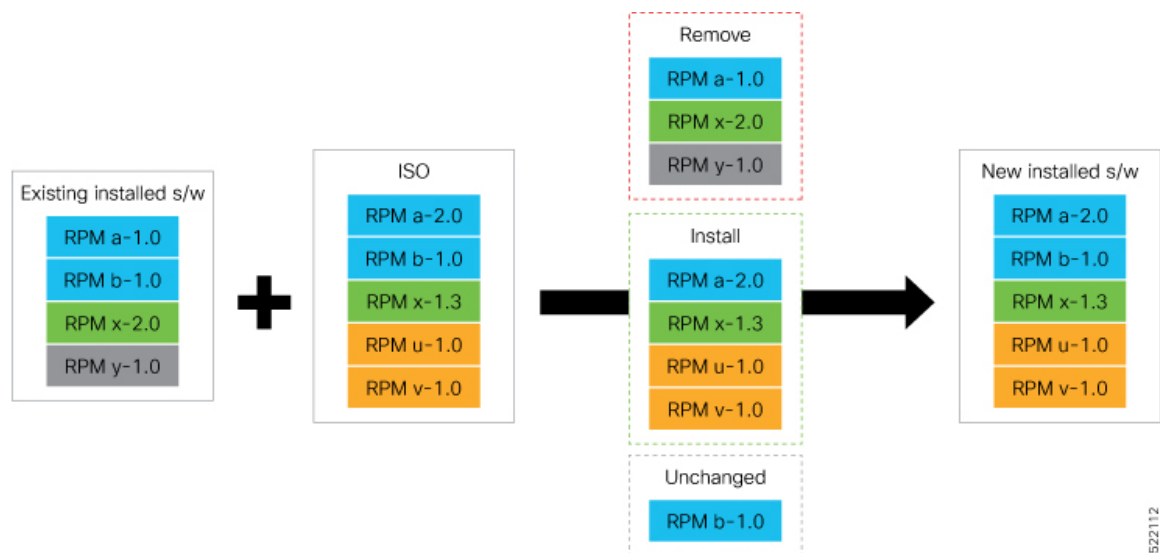 Existing installed s/w
RPM a-1.0
RPM b-1.0
RPM x-2.0
RPM y-1.0
ISO
RPM a-2.0
RPM b-1.0
RPM x-1.3
RPM u-1.0
RPM v-1.0
Remove
RPM a-1.0
RPM x-2.0
RPM y-1.0
Install
RPM a-2.0
RPM x-1.3
RPM u-1.0
RPM v-1.0
Unchanged
RPM b-1.0
New installed s/w
RPM a-2.0
RPM b-1.0
RPM x-1.3
RPM u-1.0
RPM v-1.0
522112